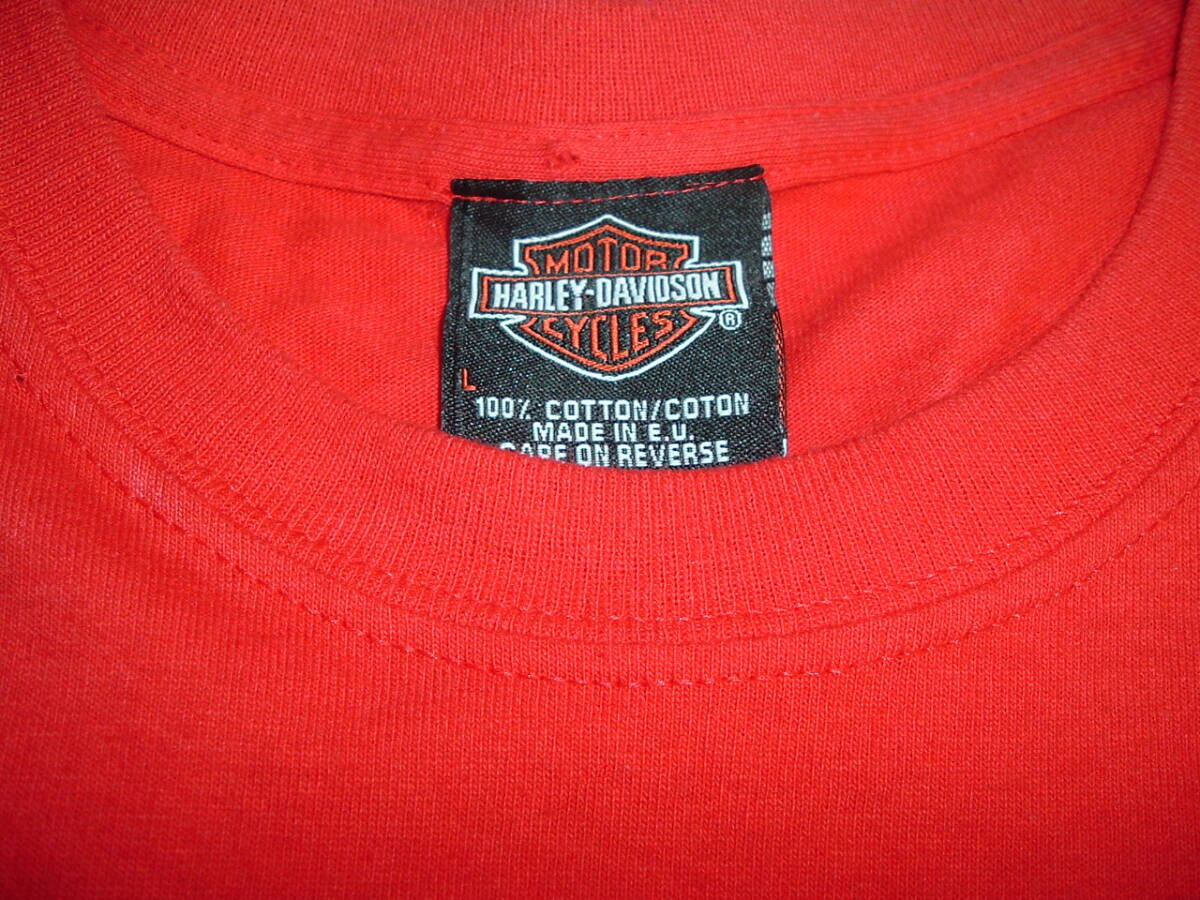 MOTOR
HARLEY-DAVIDSON
CYCLES
®
L
100% COTTON/COTON
MADE IN E.U.
CARE ON REVERSE